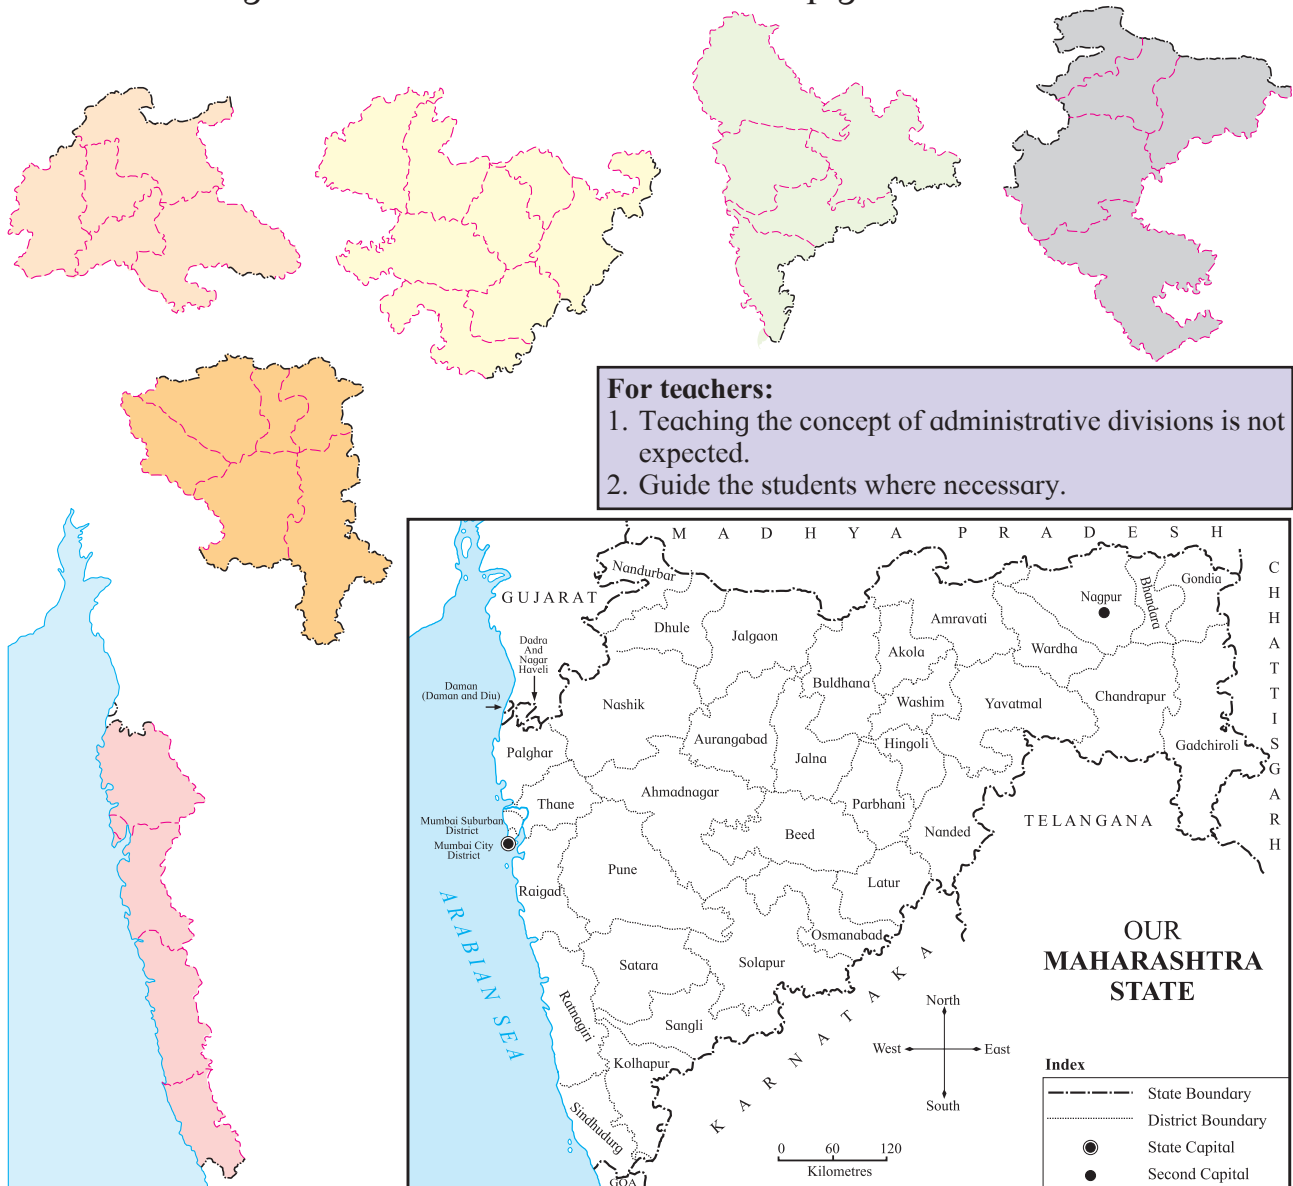 For teachers:
1. Teaching the concept of administrative divisions is not
expected.
2. Guide the students where necessary.
M A D H Y A P R A D E S H
CHHATTISGARH
GUJARAT
Nandurbar
Dhule
Jalgaon
Amravati
Nagpur
Bhandara
Gondia
Dadra
And
Nagar
Haveli
Daman
(Daman and Diu)
Nashik
Buldhana
Akola
Wardha
Washim
Yavatmal
Chandrapur
Gadchiroli
Palghar
Aurangabad
Jalna
Hingoli
Thane
Ahmadnagar
Parbhani
Mumbai Suburban
District
Mumbai City
District
Beed
Nanded
TELANGANA
Pune
Raigad
Latur
Osmanabad
ARABIAN SEA
Satara
Solapur
Ratnagiri
Sangli
Kolhapur
Sindhudurg
KARNATAKA
GOA
OUR
MAHARASHTRA
STATE
North
West East
South
0 60 120
Kilometres
Index
State Boundary
District Boundary
State Capital
Second Capital